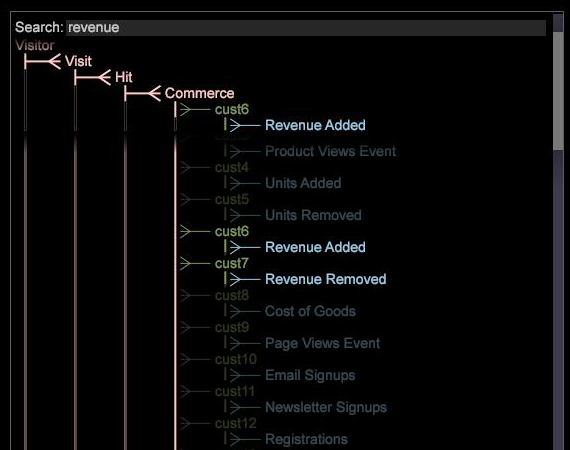 Search: revenue
Visitor
Visit
Hit
Commerce
cust6
Revenue Added
Product Views Event
cust4
Units Added
cust5
Units Removed
cust6
Revenue Added
cust7
Revenue Removed
cust8
Cost of Goods
cust9
Page Views Event
cust10
Email Signups
cust11
Newsletter Signups
cust12
Registrations